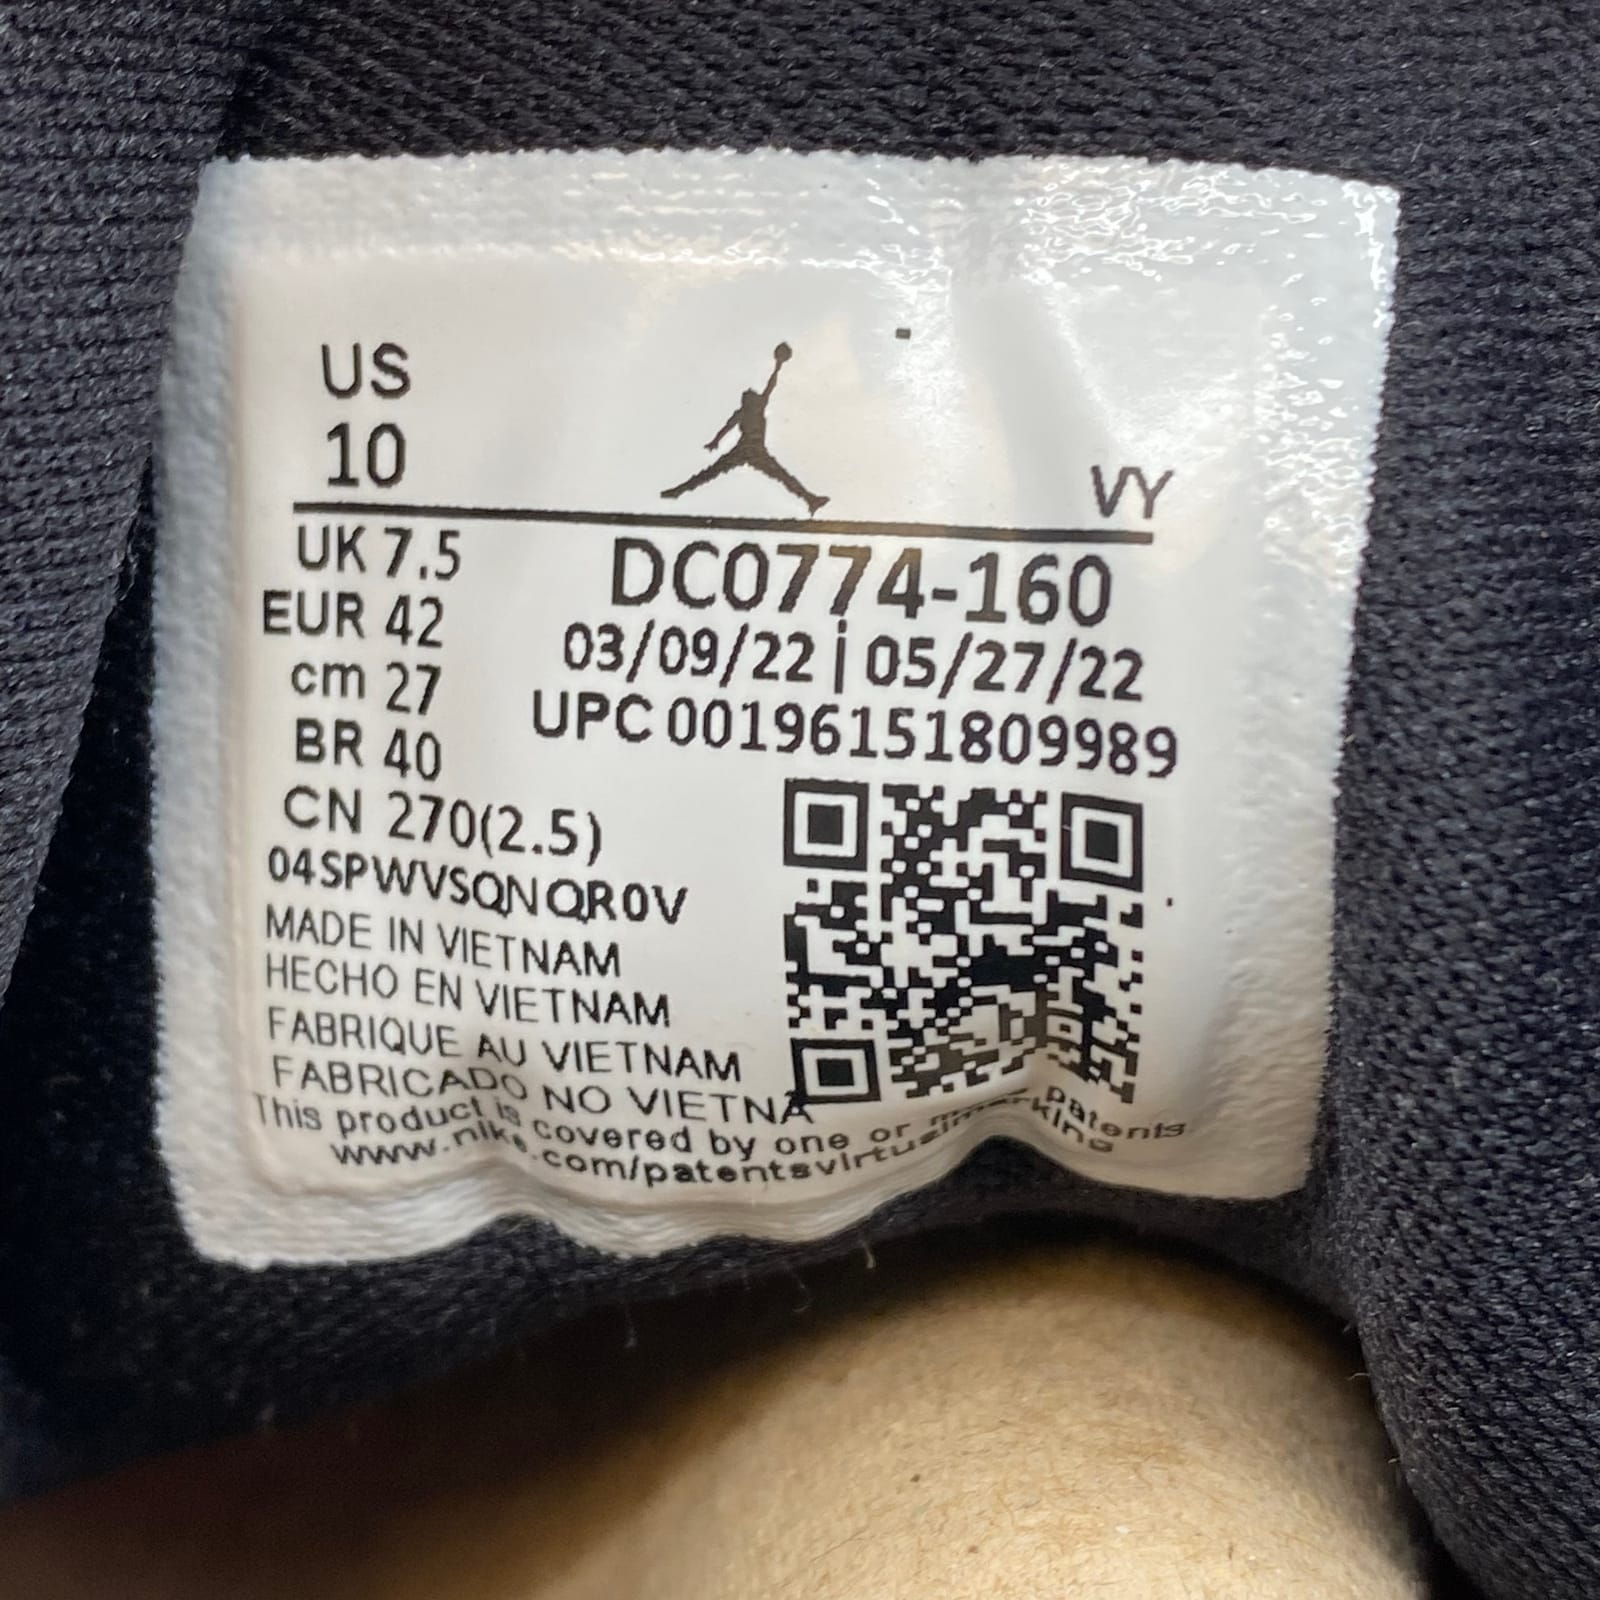 US
10
VY
UK 7.5
EUR 42
cm 27
BR 40
CN 270(2.5)
DC0774-160
03/09/22 | 05/27/22
UPC 00196151809989
04SPWVSQNQR0V
MADE IN VIETNAM
HECHO EN VIETNAM
FABRIQUE AU VIETNAM
FABRICADO NO VIETNA
This product is covered by one or patents
www.nike.com/patentsvirtualmarking